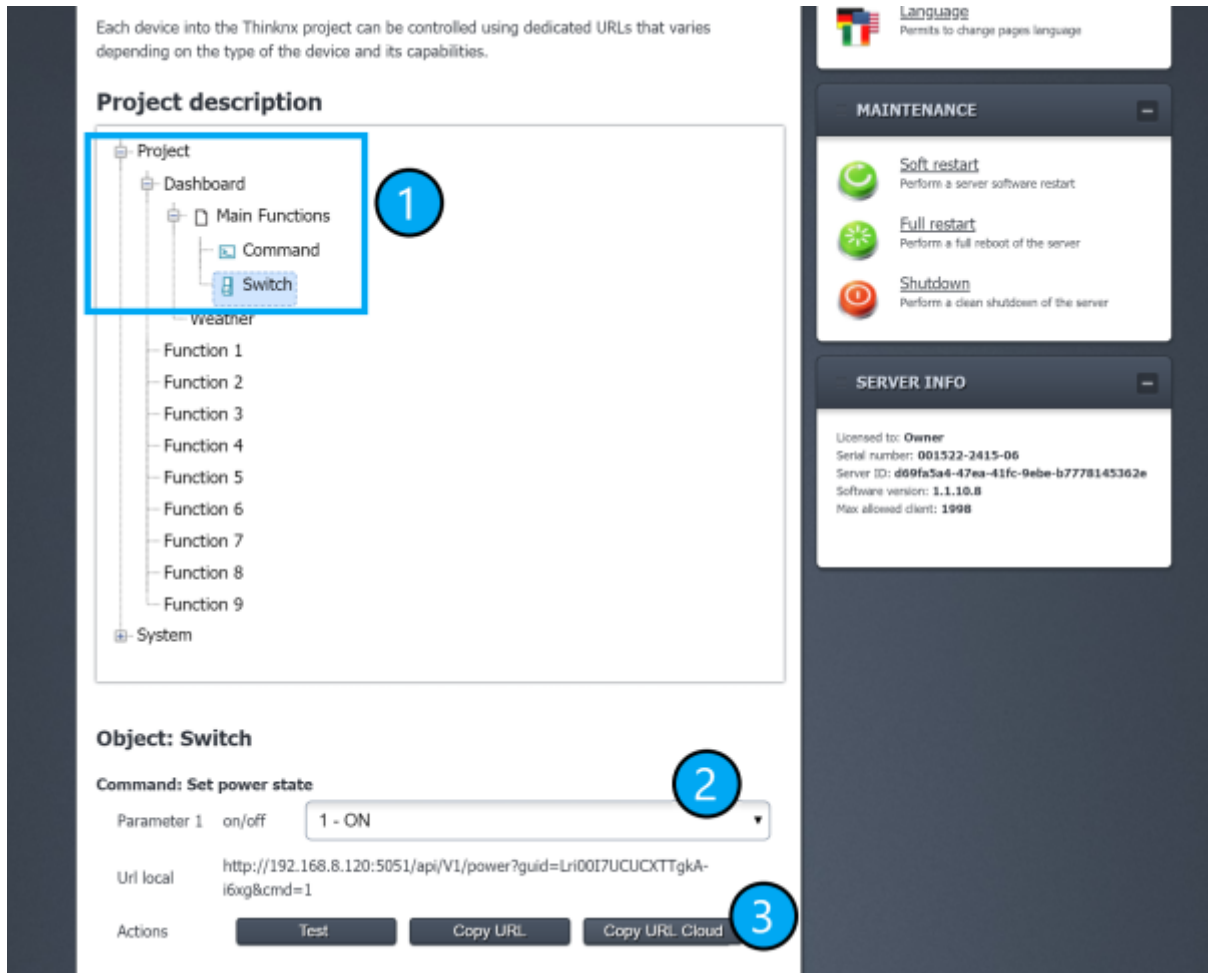 Each device into the Thinknx project can be controlled using dedicated URLs that varies
depending on the type of the device and its capabilities.
Project description
Project
Dashboard
Main Functions
Command
Switch
Weather
Function 1
Function 2
Function 3
Function 4
Function 5
Function 6
Function 7
Function 8
Function 9
System
1
Object: Switch
Command: Set power state
2
Parameter 1 on/off 1 - ON
Url local http://192.168.8.120:5051/api/V1/power?guid=Lri00I7UCUCXTTgkA-
i6xg&cmd=1
3
Actions Test Copy URL Copy URL Cloud
Language
Permits to change pages language
MAINTENANCE
Soft restart
Perform a server software restart
Full restart
Perform a full reboot of the server
Shutdown
Perform a clean shutdown of the server
SERVER INFO
Licensed to: Owner
Serial number: 001522-2415-06
Server ID: d69fa5a4-47ea-41fc-9ebe-b7778145362e
Software version: 1.1.10.8
Max allowed client: 1998